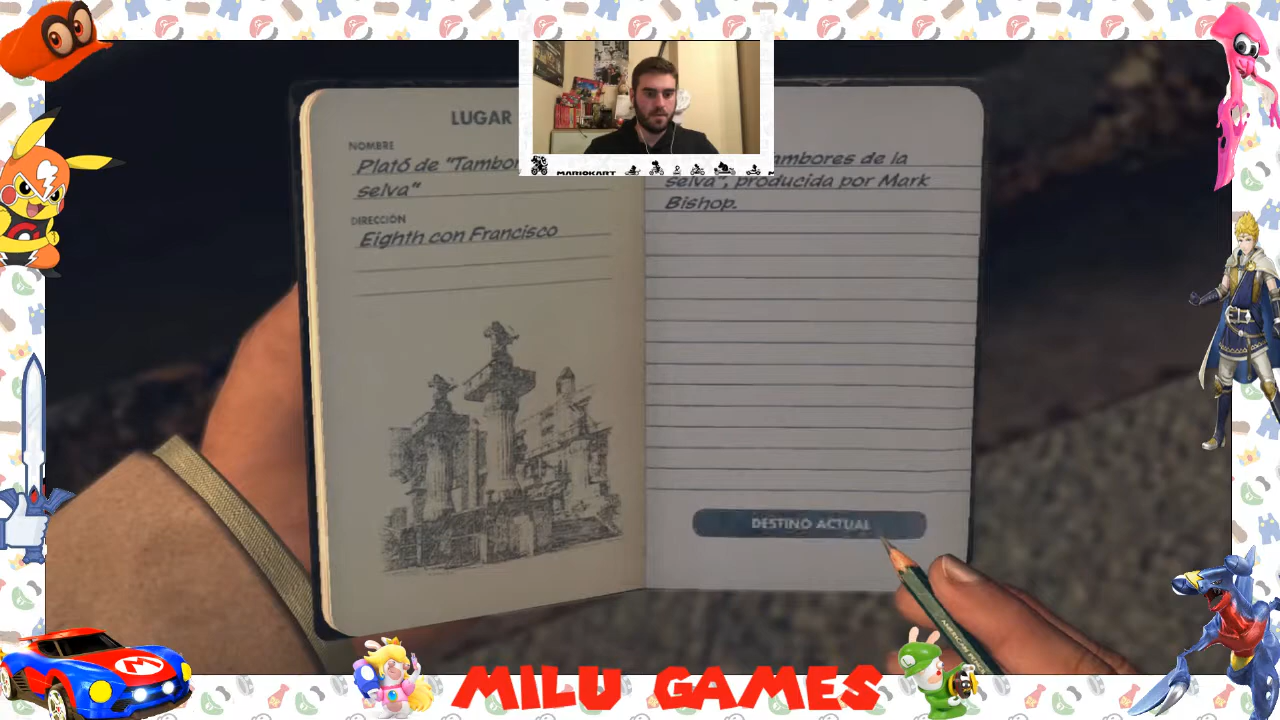 LUGAR
NOMBRE
Plató de "Tambor
selva"
DIRECCIÓN
Eighth con Francisco
ambores de la
selva", producida por Mark
Bishop.
DESTINO ACTUAL
MARIOKART
MILU GAMES